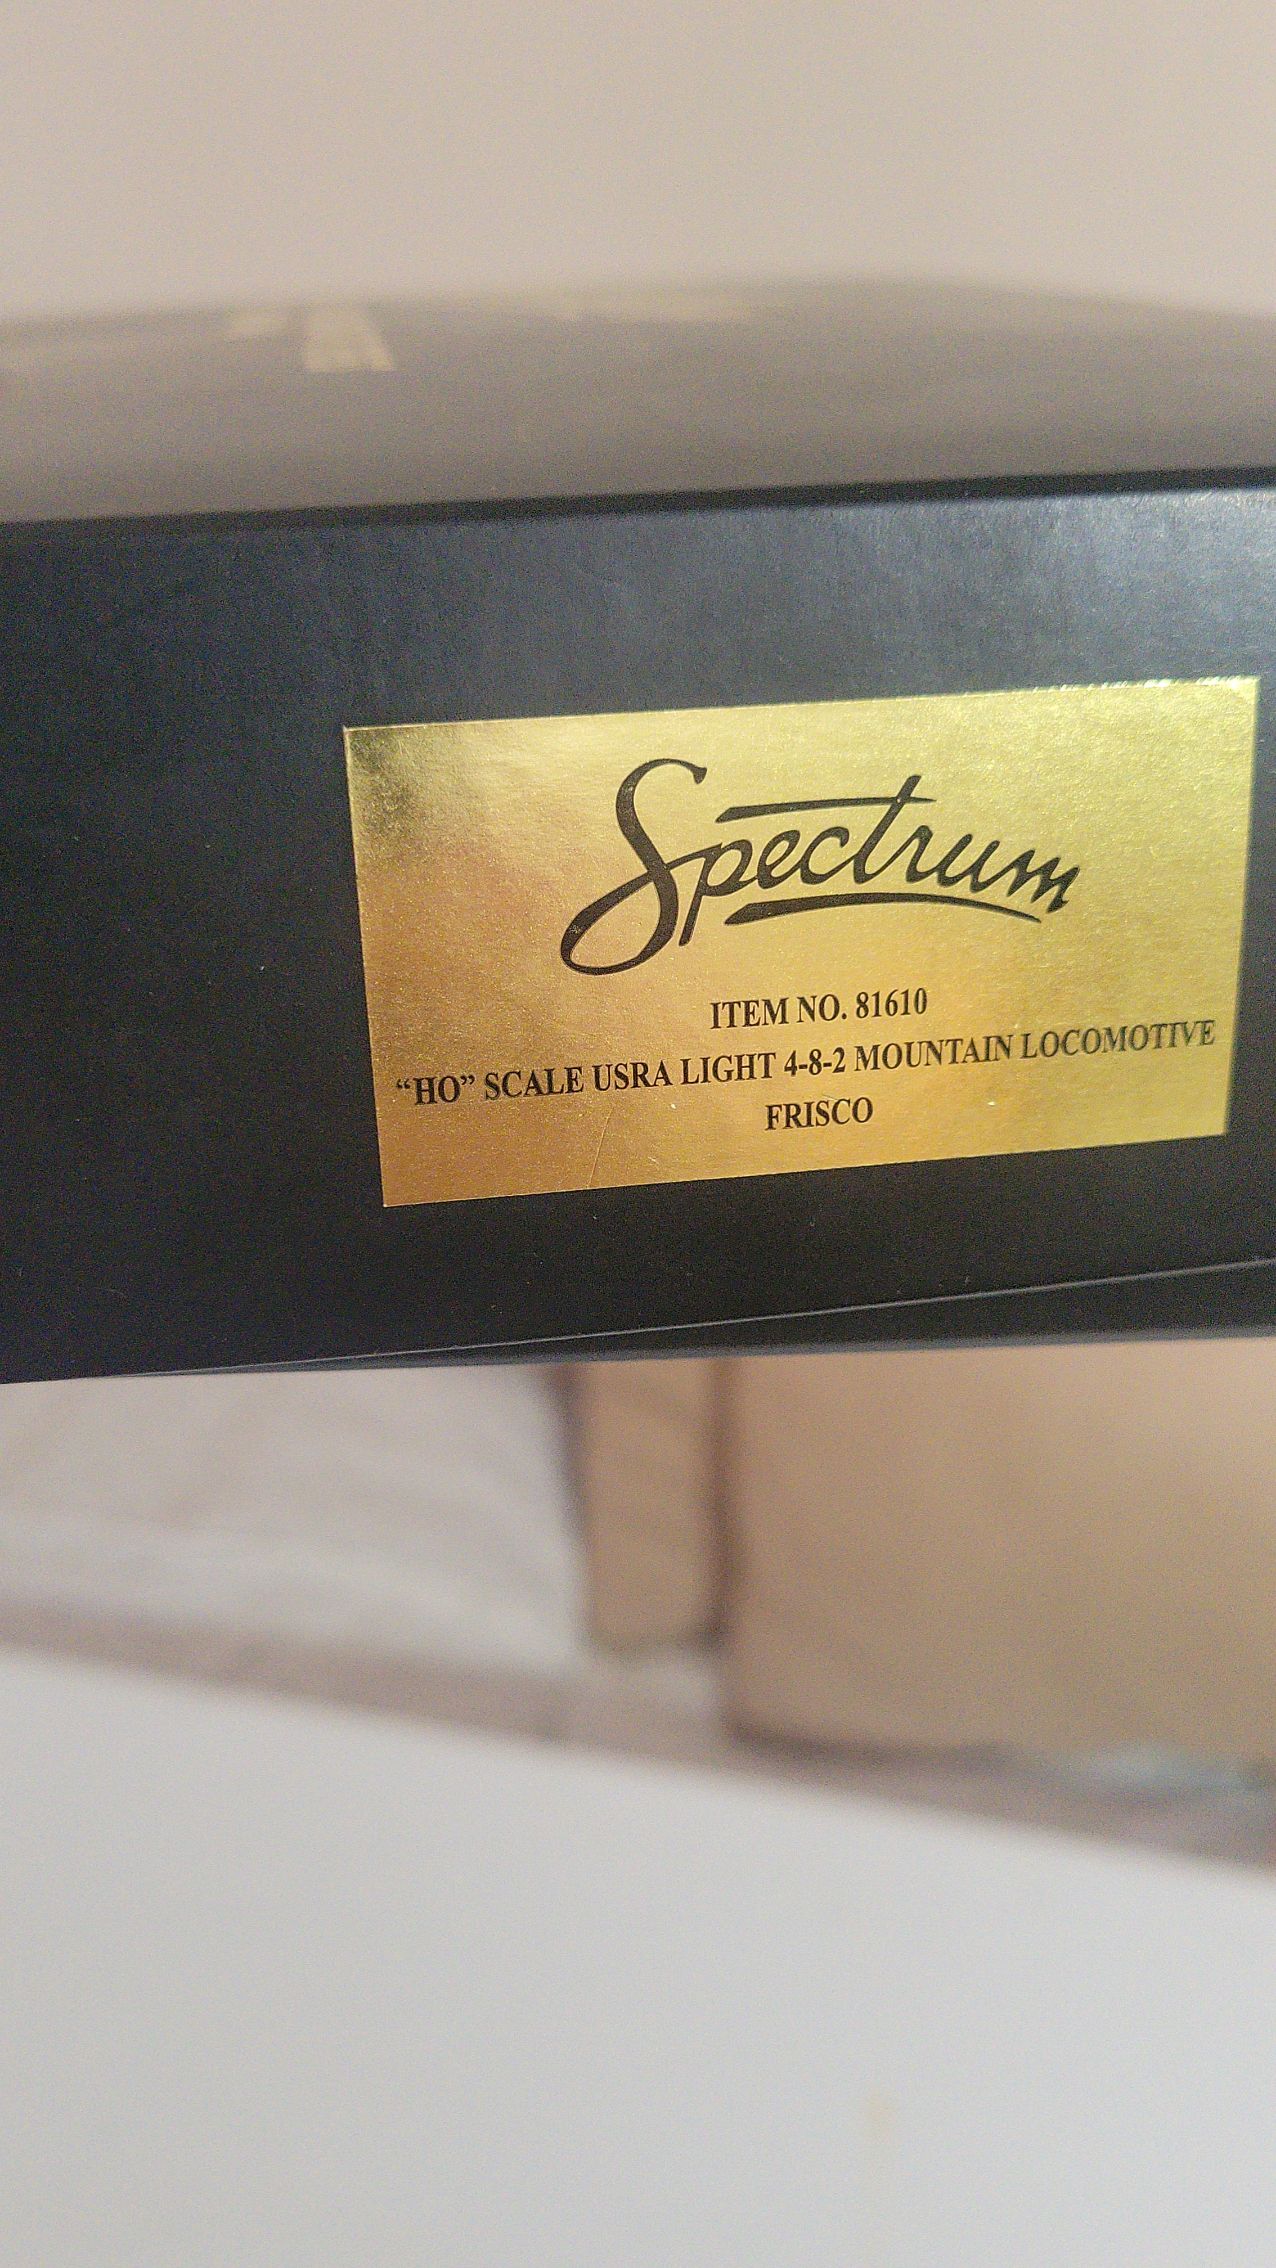 Spectrum
ITEM NO. 81610
“HO” SCALE USRA LIGHT 4-8-2 MOUNTAIN LOCOMOTIVE
FRISCO